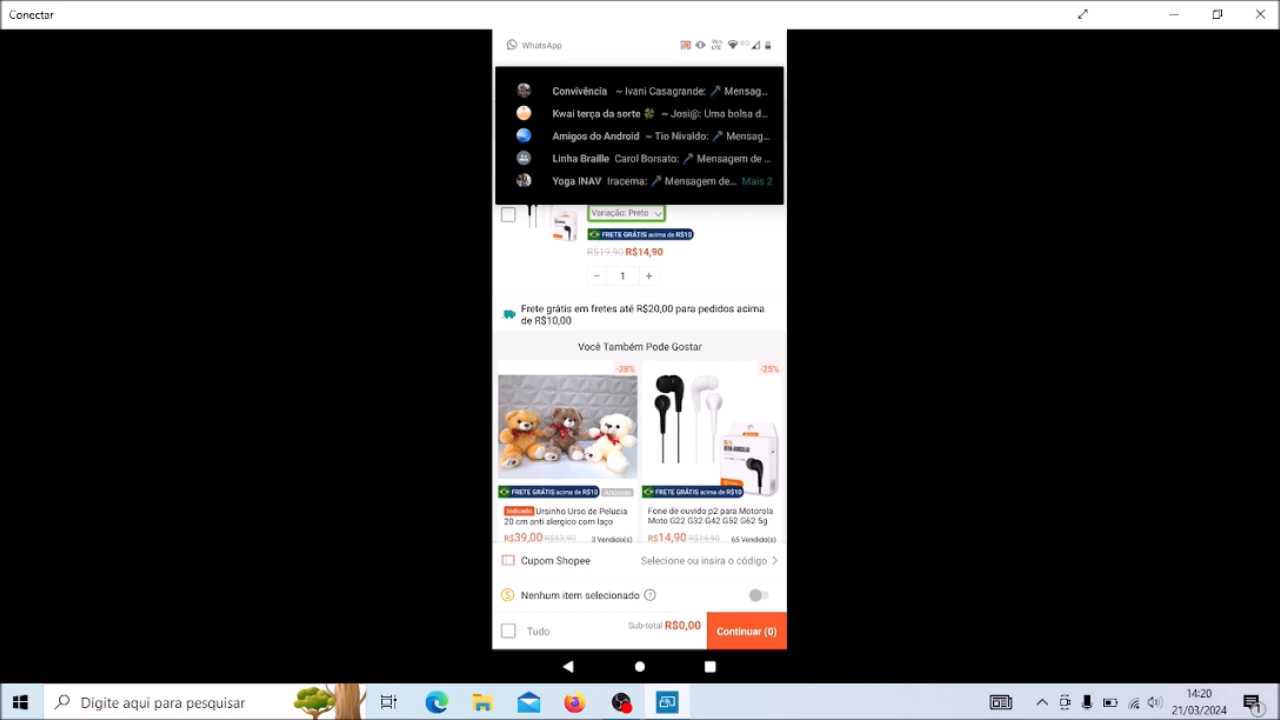 Conectar
WhatsApp
4G
Convivência ~ Ivani Casagrande: Mensag...
Kwai terça da sorte ~ Josi@: Uma bolsa d...
Amigos do Android ~ Tio Nivaldo: Mensag...
Linha Braille Carol Borsato: Mensagem de ...
Yoga INAV Iracema: Mensagem de... Mais 2
Variação: Preto
FRETE GRÁTIS acima de R$10
R$19,90 R$14,90
− 1 +
Frete grátis em fretes até R$20,00 para pedidos acima
de R$10,00
Você Também Pode Gostar
-28%
-25%
FRETE GRÁTIS acima de R$10 Anúncio
FRETE GRÁTIS acima de R$10
Indicado Ursinho Urso de Pelucia
20 cm anti alergico com laço
R$39,00 R$53,90 3 Vendido(s)
Fone de ouvido p2 para Motorola
Moto G22 G32 G42 G52 G62 5g
R$14,90 R$19,90 65 Vendido(s)
Cupom Shopee Selecione ou insira o código
Nenhum item selecionado ?
Tudo Sub-total R$0,00 Continuar (0)
Digite aqui para pesquisar
14:20
21/03/2024
1